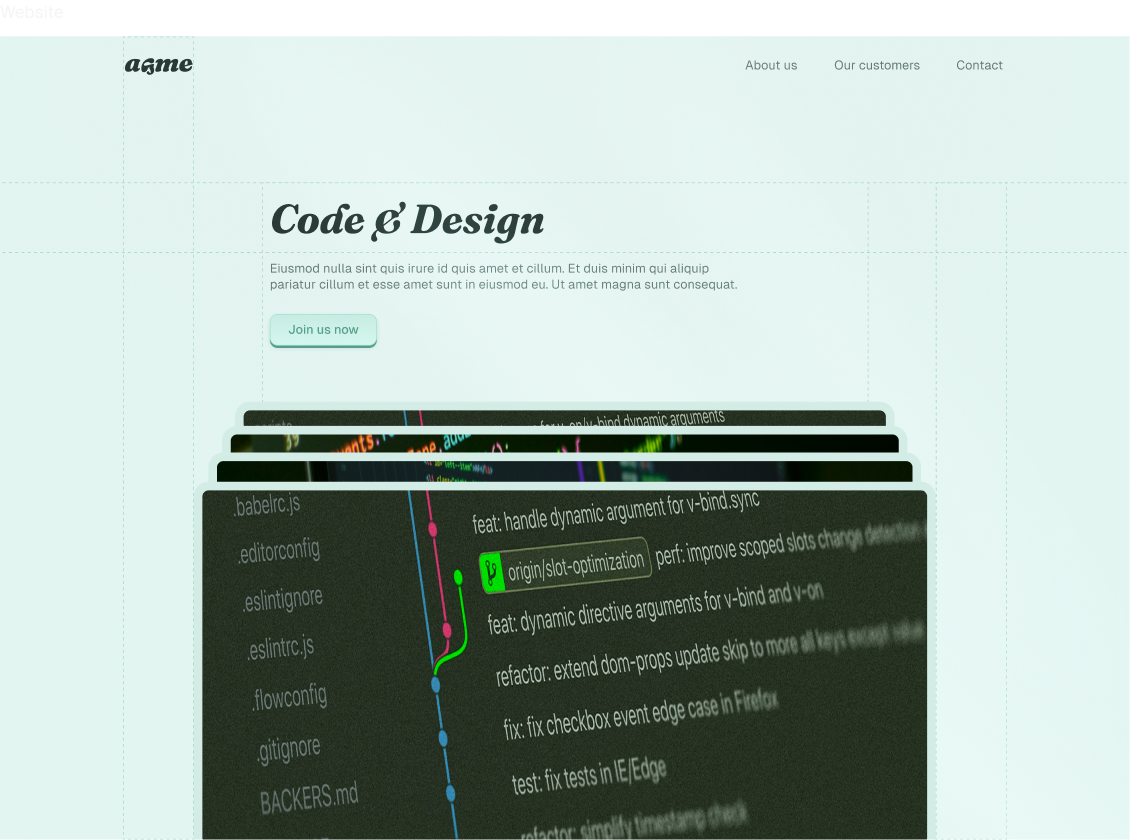 Website
acme
About us
Our customers
Contact
Code & Design
Eiusmod nulla sint quis irure id quis amet et cillum. Et duis minim qui aliquip
pariatur cillum et esse amet sunt in eiusmod eu. Ut amet magna sunt consequat.
Join us now
for v-on/v-bind dynamic arguments
.babelrc.js
.editorconfig
.eslintignore
.eslintrc.js
.flowconfig
.gitignore
BACKERS.md
feat: handle dynamic argument for v-bind.sync
origin/slot-optimization perf: improve scoped slots change detection
feat: dynamic directive arguments for v-bind and v-on
refactor: extend dom-props update skip to more all keys except value
fix: fix checkbox event edge case in Firefox
test: fix tests in IE/Edge
refactor: simplify timestamp check